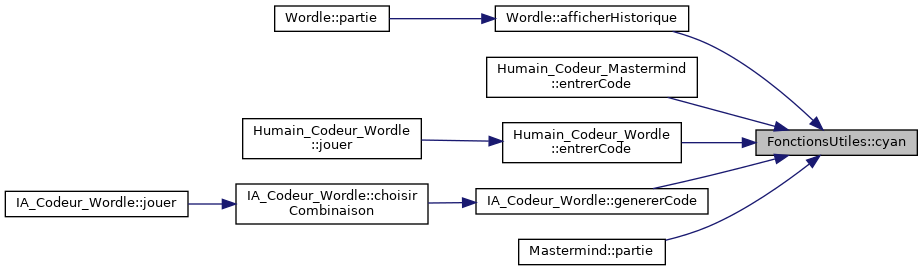 Wordle::partie
Wordle::afficherHistorique
Humain_Codeur_Mastermind
::entrerCode
Humain_Codeur_Wordle
::jouer
Humain_Codeur_Wordle
::entrerCode
FonctionsUtiles::cyan
IA_Codeur_Wordle::jouer
IA_Codeur_Wordle::choisir
Combinaison
IA_Codeur_Wordle::genererCode
Mastermind::partie